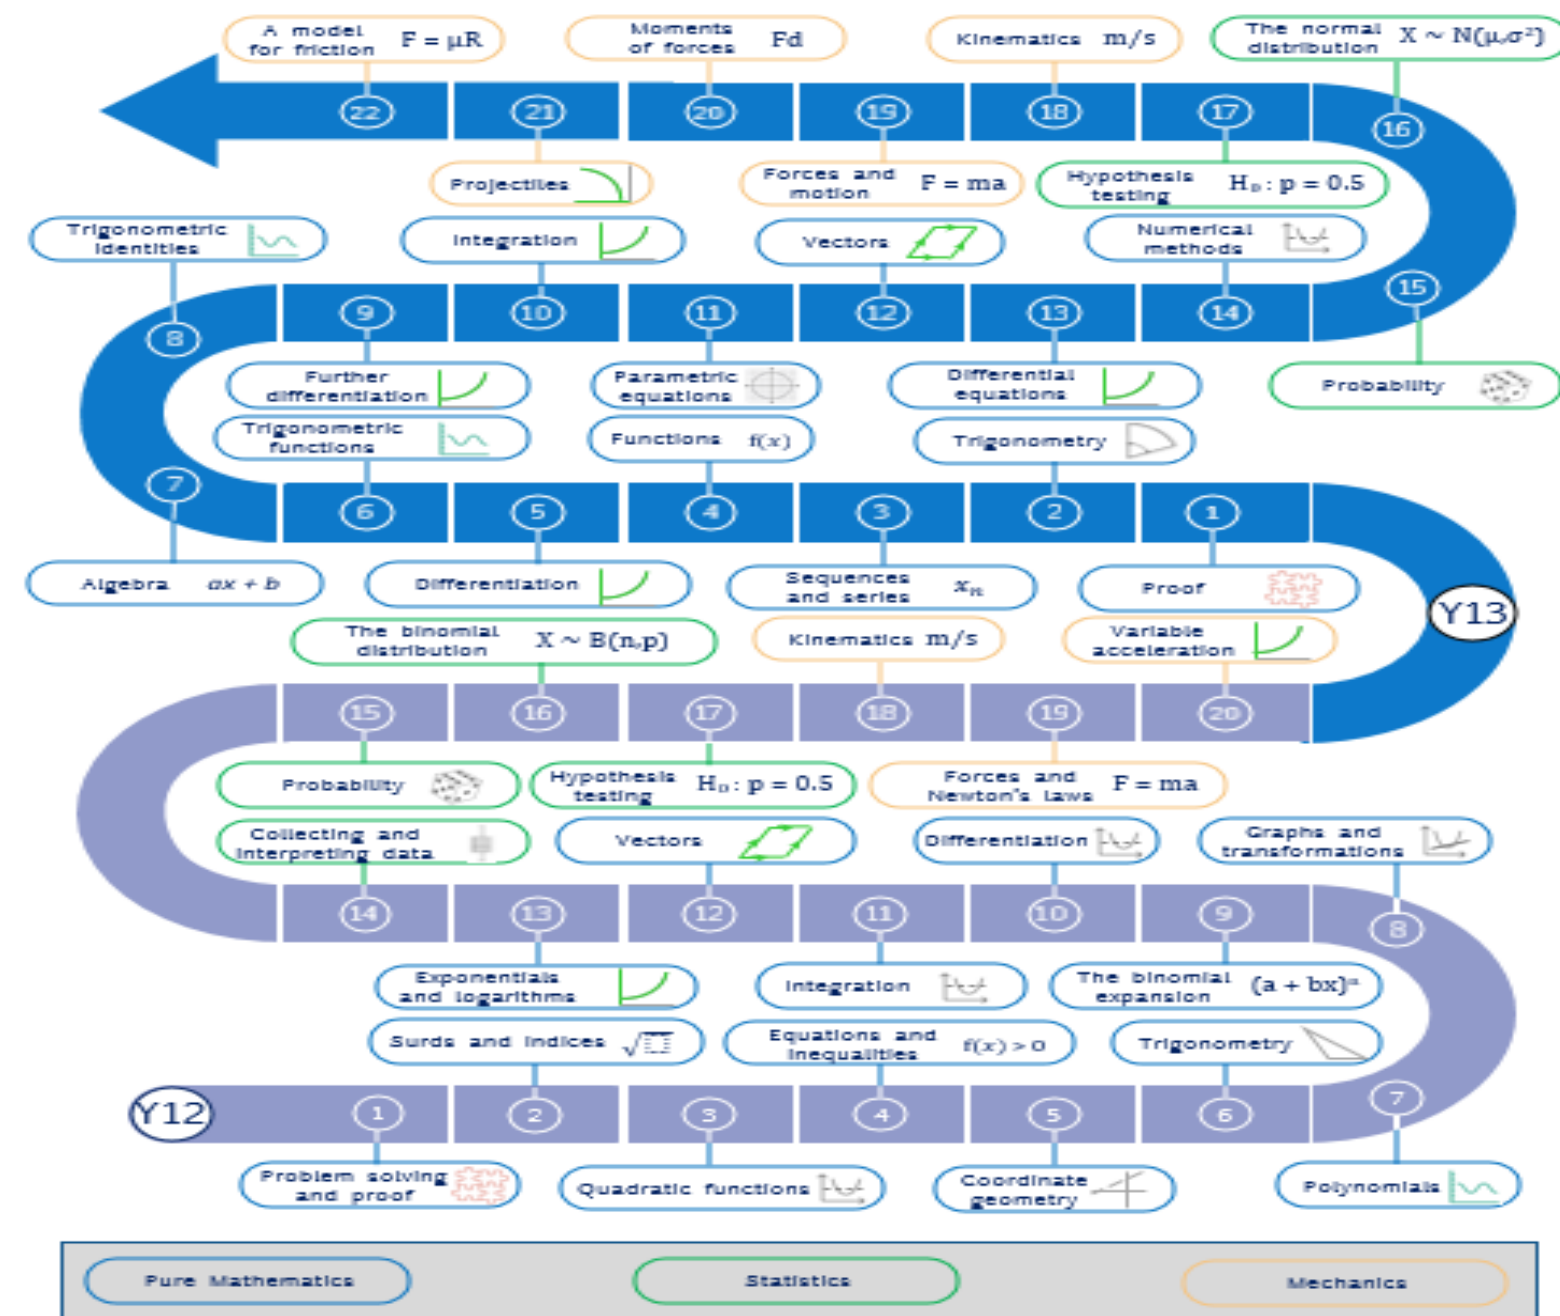 A model
for friction F = μR
Moments
of forces Fd
Kinematics m/s
The normal
distribution X ~ N(μ,σ²)
22
21
20
19
18
17
16
Projectiles
Forces and
motion F = ma
Hypothesis
testing H₀: p = 0.5
Trigonometric
identities
Integration
Vectors
Numerical
methods
15
8
9
10
11
12
13
14
Further
differentiation
Parametric
equations
Differential
equations
Probability
Trigonometric
functions
Functions f(x)
Trigonometry
7
6
5
4
3
2
1
Algebra ax + b
Differentiation
Sequences
and series xₙ
Proof
Y13
The binomial
distribution X ~ B(n,p)
Kinematics m/s
Variable
acceleration
15
16
17
18
19
20
Probability
Hypothesis
testing H₀: p = 0.5
Forces and
Newton's laws F = ma
Collecting and
interpreting data
Vectors
Differentiation
Graphs and
transformations
14
13
12
11
10
9
8
Exponentials
and logarithms
Integration
The binomial
expansion (a + bx)ⁿ
Surds and indices
Equations and
inequalities f(x) > 0
Trigonometry
Y12
1
2
3
4
5
6
7
Problem solving
and proof
Quadratic functions
Coordinate
geometry
Polynomials
Pure Mathematics
Statistics
Mechanics